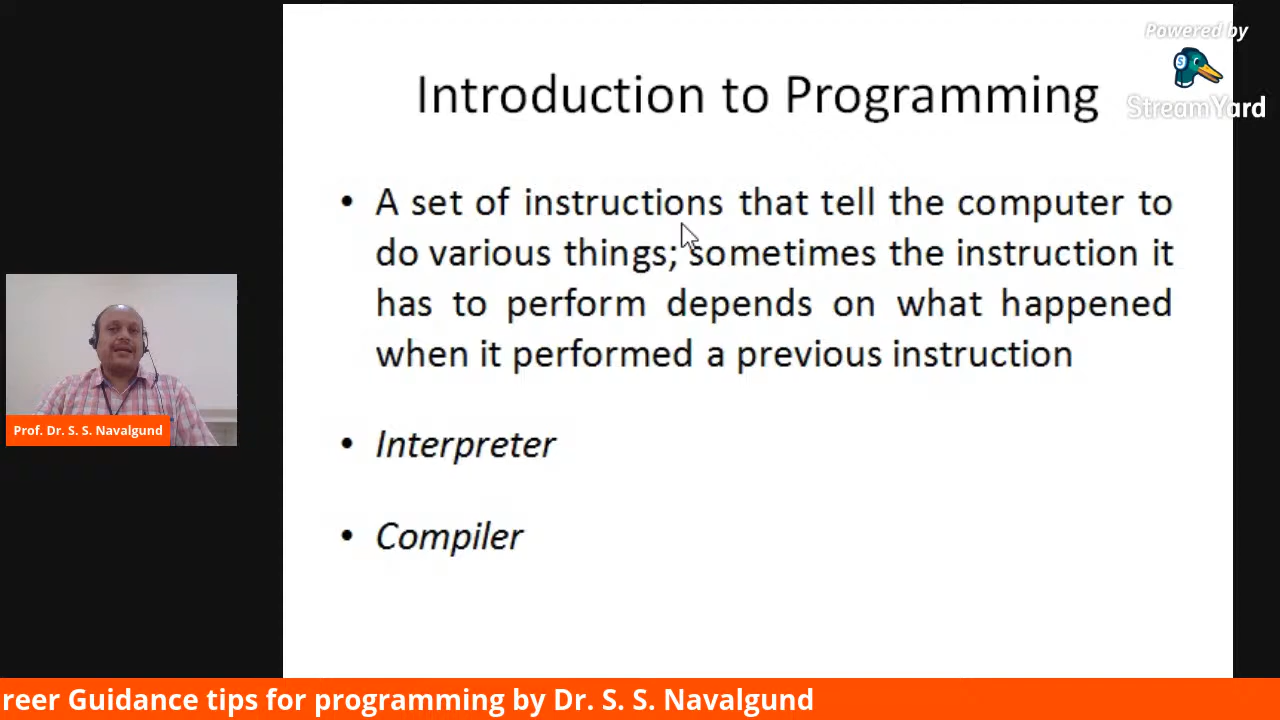 Powered by
StreamYard
Introduction to Programming
• A set of instructions that tell the computer to
do various things; sometimes the instruction it
has to perform depends on what happened
when it performed a previous instruction
• Interpreter
• Compiler
Prof. Dr. S. S. Navalgund
reer Guidance tips for programming by Dr. S. S. Navalgund